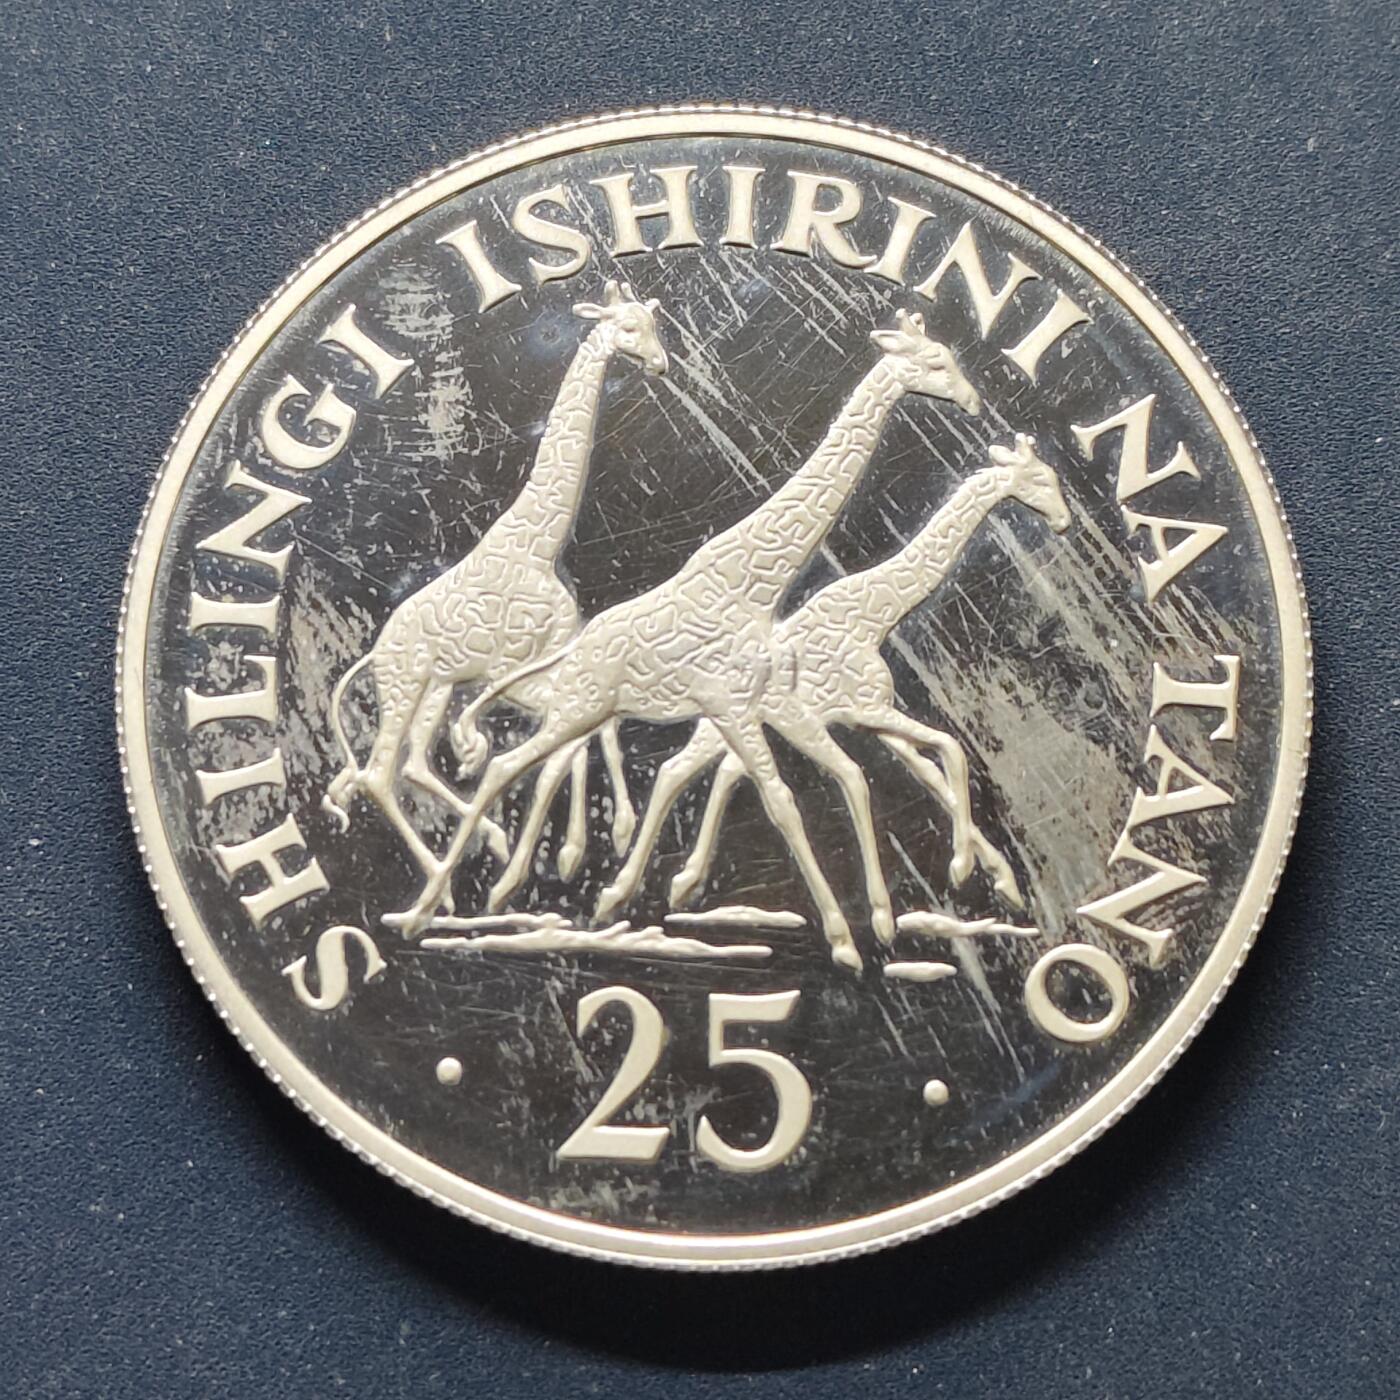 SHILINGI ISHIRINI NA TANO
· 25 ·